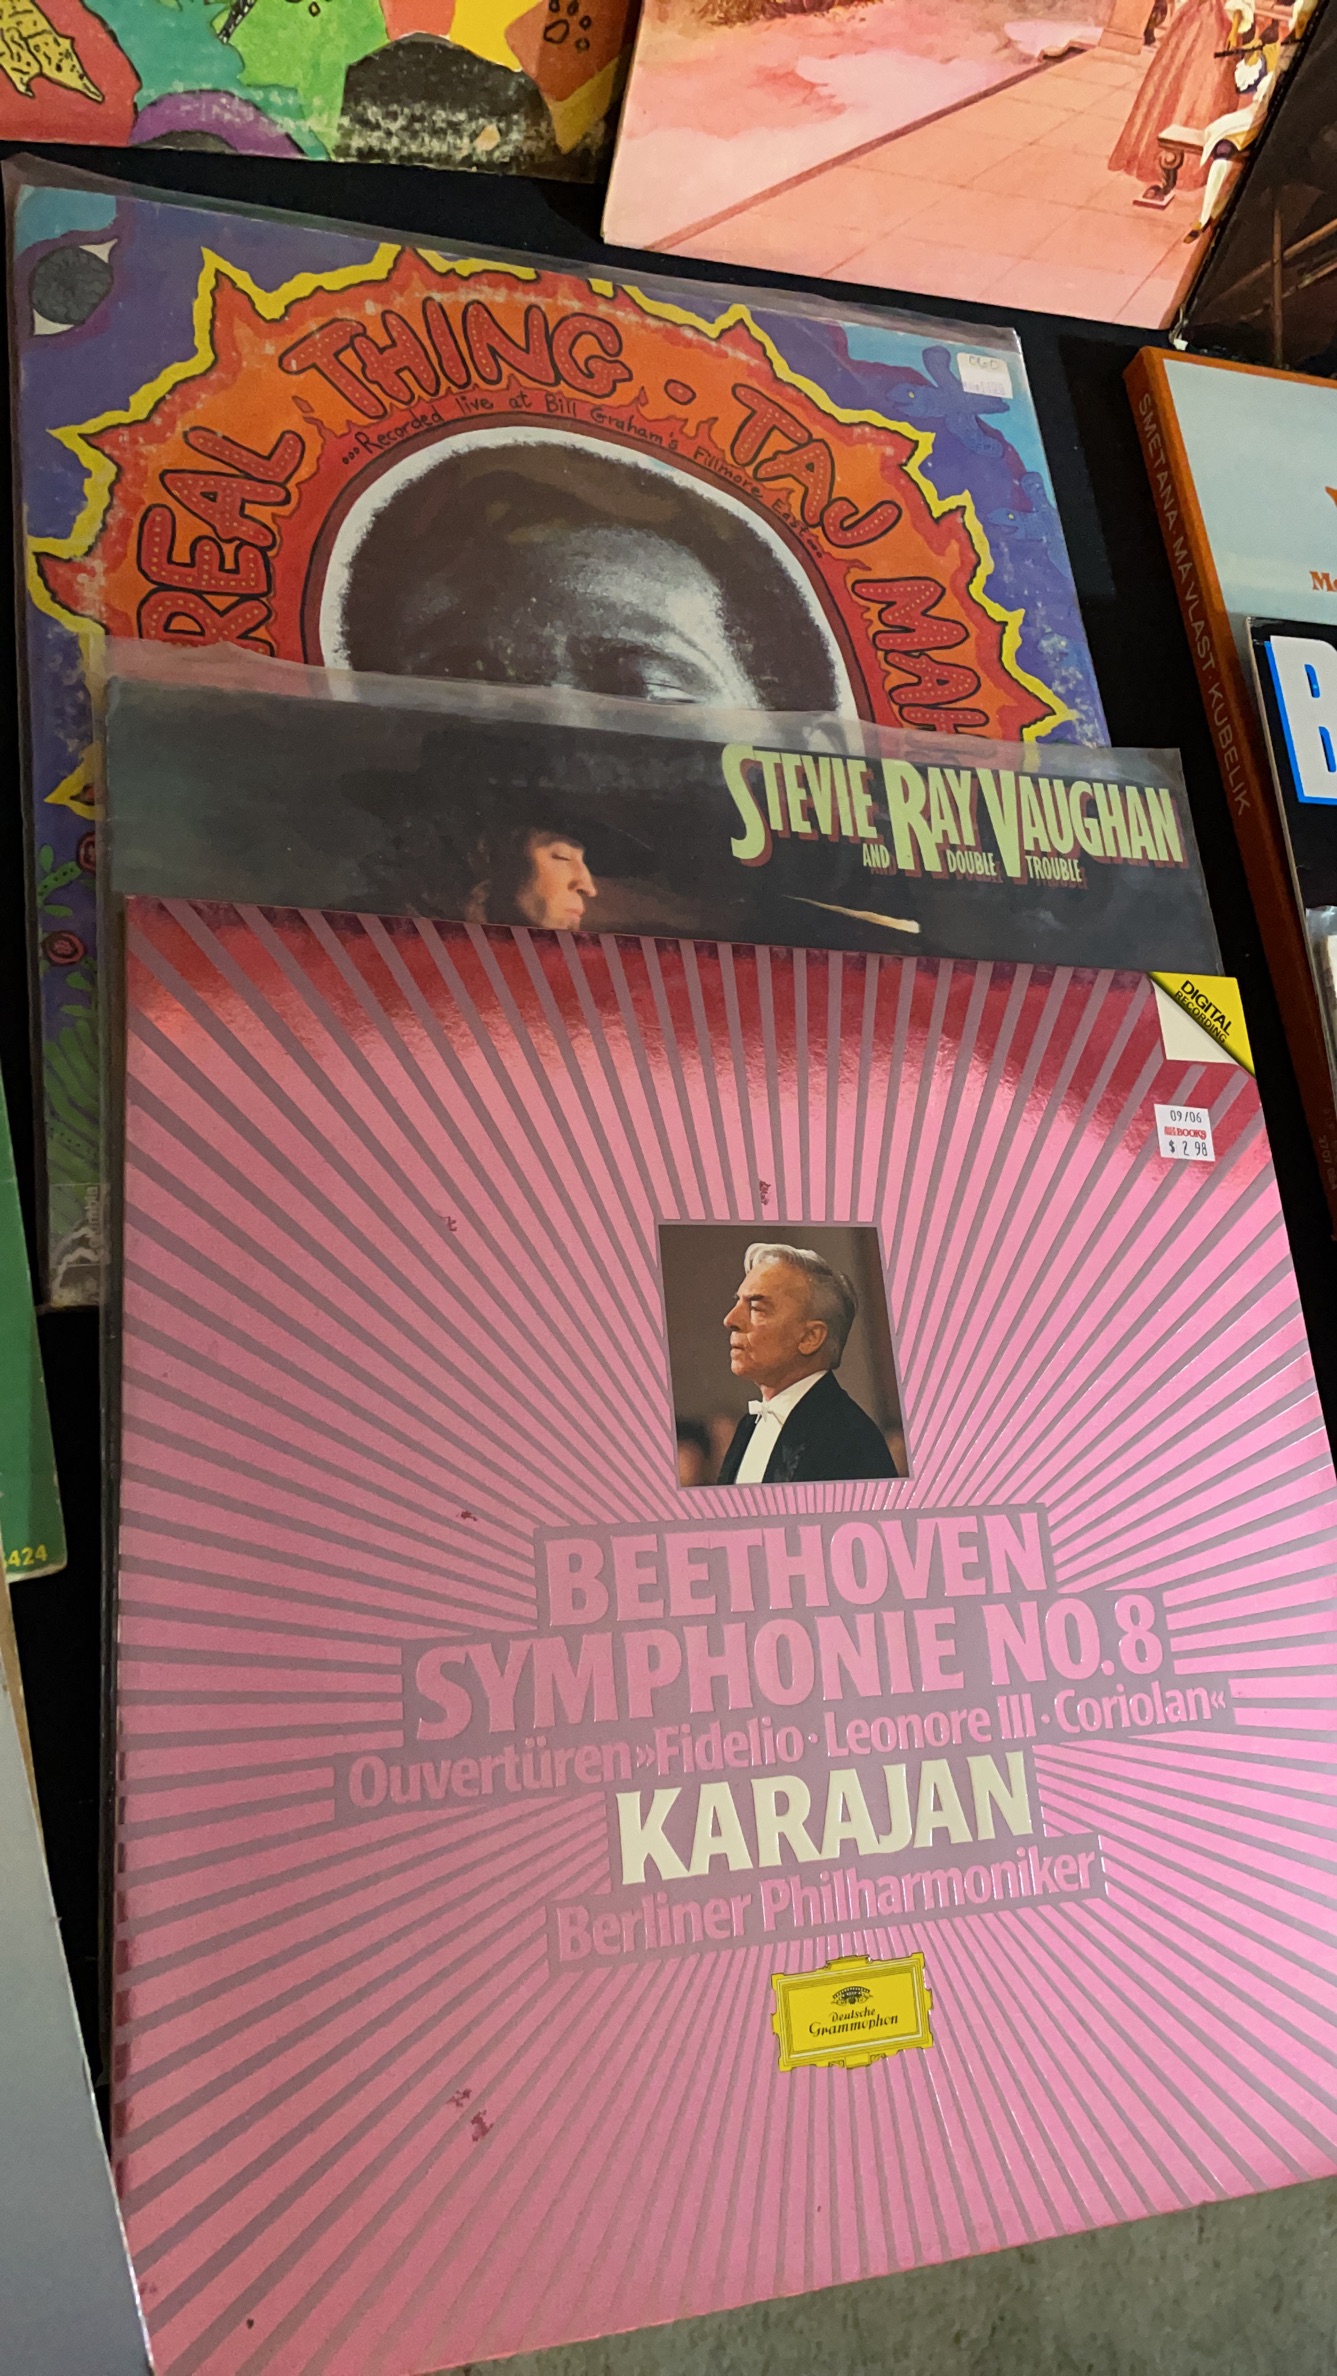 REAL THING · TAJ MAH
...Recorded live at Bill Graham's Fillmore East...
SMETANA · MA VLAST · KUBELIK
STEVIE RAY VAUGHAN
AND DOUBLE TROUBLE
DIGITAL
RECORDING
09/06
BOOKS
$ 2 98
BEETHOVEN
SYMPHONIE NO. 8
Ouvertüren »Fidelio · Leonore III · Coriolan«
KARAJAN
Berliner Philharmoniker
Deutsche
Grammophon
424